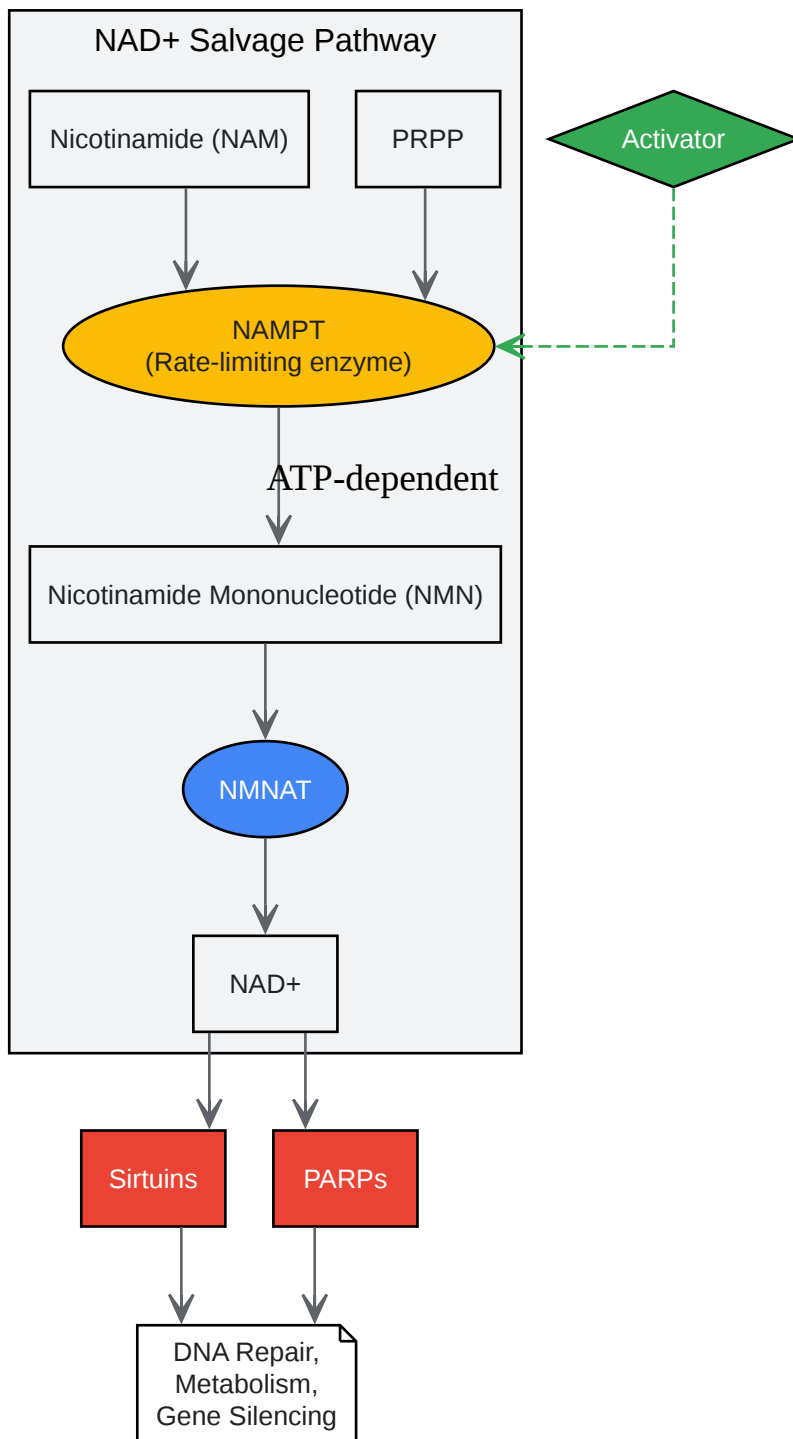 NAD+ Salvage Pathway
Nicotinamide (NAM)
PRPP
Activator
NAMPT
(Rate-limiting enzyme)
ATP-dependent
Nicotinamide Mononucleotide (NMN)
NMNAT
NAD+
Sirtuins
PARPs
DNA Repair,
Metabolism,
Gene Silencing